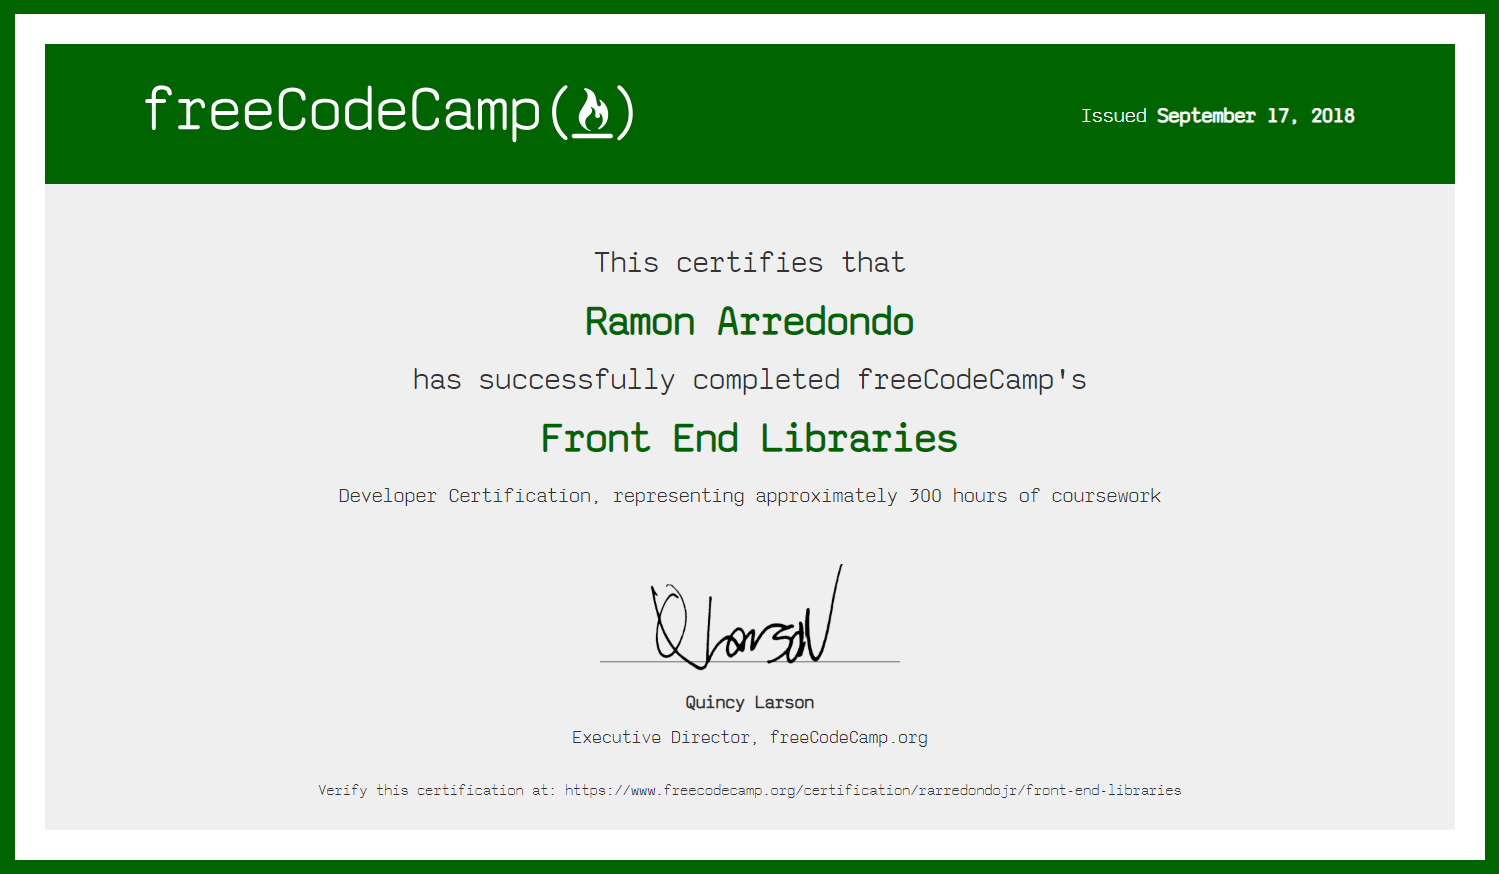 freeCodeCamp(🔥)
Issued September 17, 2018
This certifies that
Ramon Arredondo
has successfully completed freeCodeCamp's
Front End Libraries
Developer Certification, representing approximately 300 hours of coursework
Q Larson
Quincy Larson
Executive Director, freeCodeCamp.org
Verify this certification at: https://www.freecodecamp.org/certification/rarredondojr/front-end-libraries